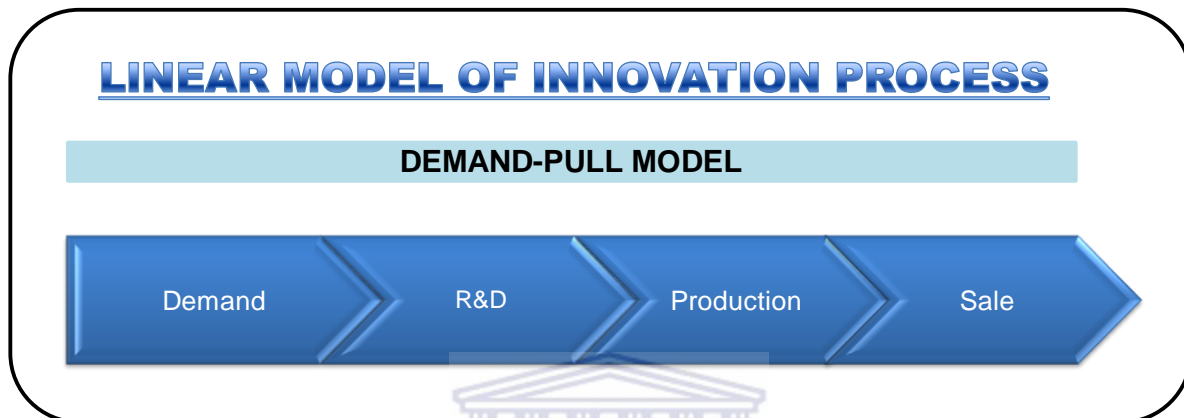 LINEAR MODEL OF INNOVATION PROCESS
DEMAND-PULL MODEL
Demand
R&D
Production
Sale